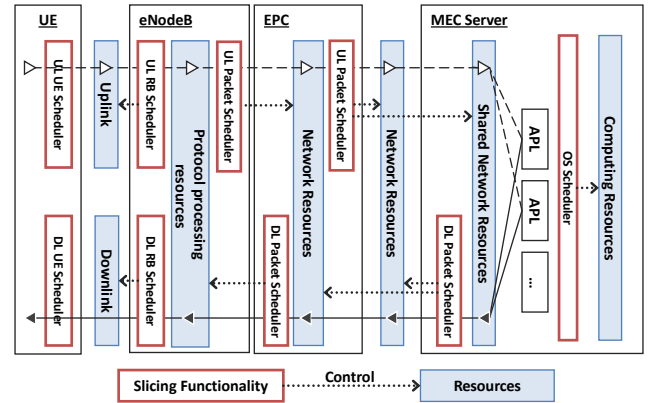 UE
eNodeB
EPC
MEC Server
UL UE Scheduler
Uplink
UL RB Scheduler
Protocol processing
resources
UL Packet Scheduler
Network Resources
UL Packet Scheduler
Network Resources
Shared Network Resources
APL
APL
...
OS Scheduler
Computing Resources
DL UE Scheduler
Downlink
DL RB Scheduler
DL Packet Scheduler
DL Packet Scheduler
Slicing Functionality
Control
Resources